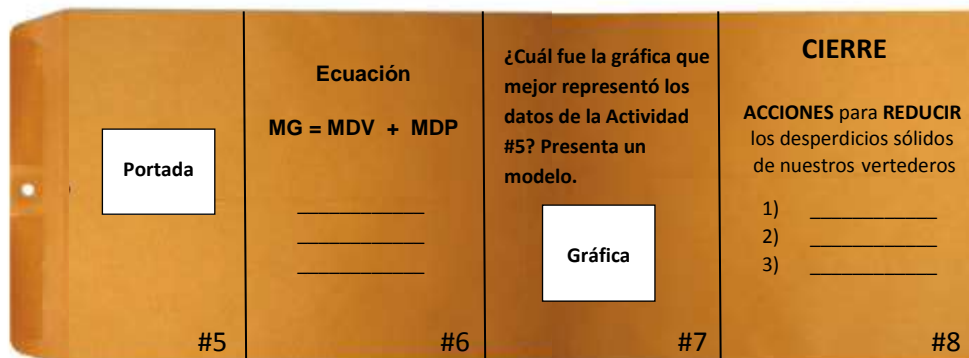 Portada
#5
Ecuación
MG = MDV + MDP
#6
¿Cuál fue la gráfica que
mejor representó los
datos de la Actividad
#5? Presenta un
modelo.
Gráfica
#7
CIERRE
ACCIONES para REDUCIR
los desperdicios sólidos
de nuestros vertederos
1)
2)
3)
#8